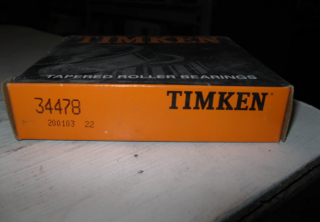 TIMKEN
TAPERED ROLLER BEARINGS
34478
TIMKEN
200103 22